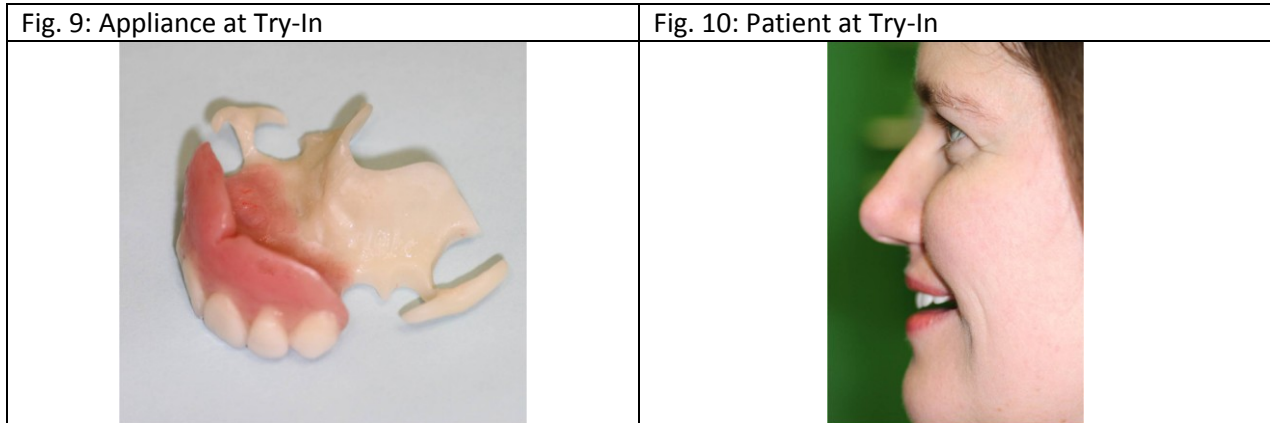 Fig. 9: Appliance at Try-In
Fig. 10: Patient at Try-In